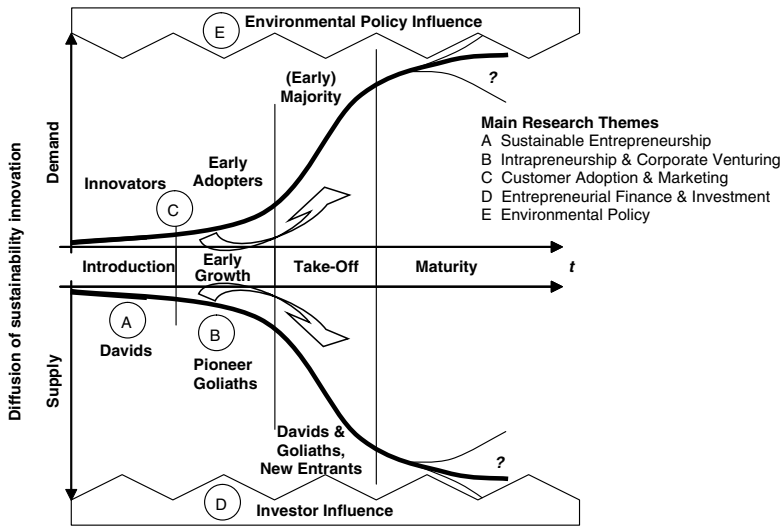 E
Environmental Policy Influence
(Early)
Majority
?
Main Research Themes
A Sustainable Entrepreneurship
B Intrapreneurship & Corporate Venturing
C Customer Adoption & Marketing
D Entrepreneurial Finance & Investment
E Environmental Policy
Diffusion of sustainability innovation
Demand
Early
Adopters
Innovators
C
Introduction
Early
Growth
Take-Off
Maturity
t
A
Davids
B
Pioneer
Goliaths
Supply
Davids &
Goliaths,
New Entrants
?
D
Investor Influence